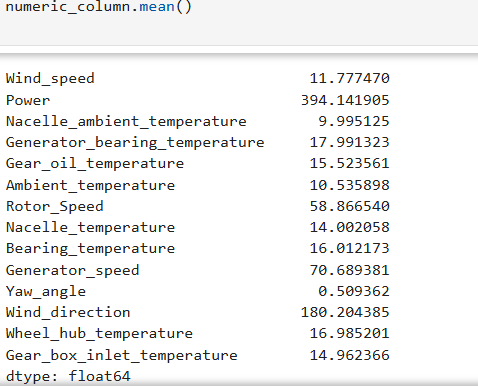 numeric_column.mean()
Wind_speed 11.777470
Power 394.141905
Nacelle_ambient_temperature 9.995125
Generator_bearing_temperature 17.991323
Gear_oil_temperature 15.523561
Ambient_temperature 10.535898
Rotor_Speed 58.866540
Nacelle_temperature 14.002058
Bearing_temperature 16.012173
Generator_speed 70.689381
Yaw_angle 0.509362
Wind_direction 180.204385
Wheel_hub_temperature 16.985201
Gear_box_inlet_temperature 14.962366
dtype: float64